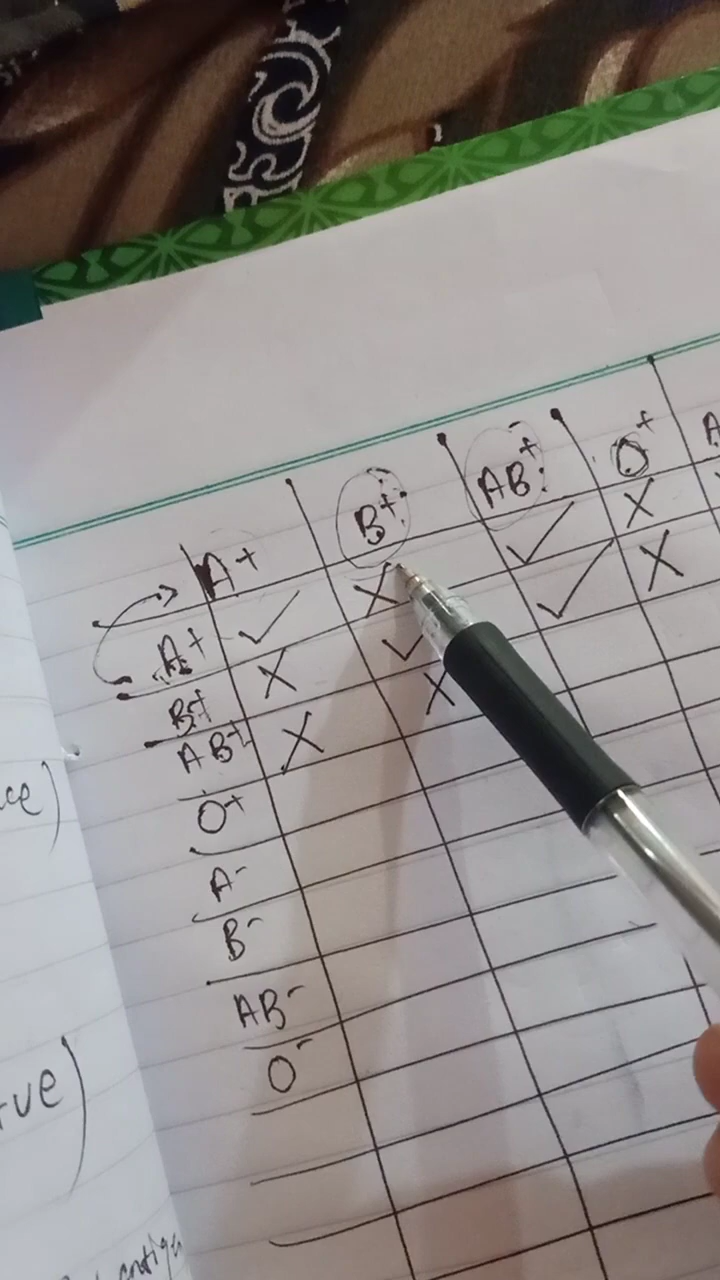 A+ B+ AB+ O+ A
A+ ✓ X ✓ X
B+ X ✓ ✓ X
AB+ X X
O+
A-
B-
AB-
O-
ce)
+ve)